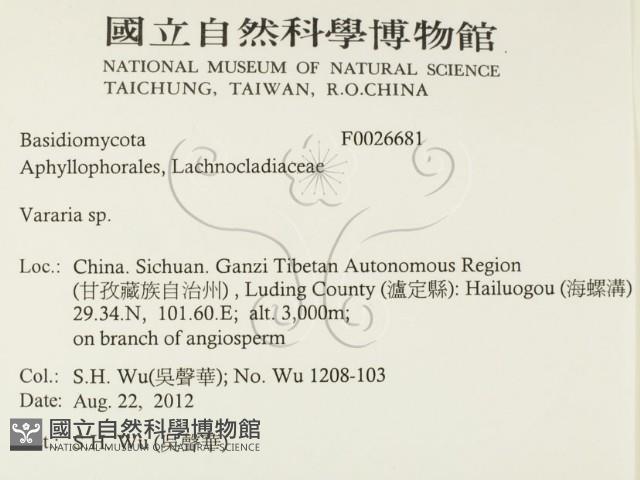 國立自然科學博物館
NATIONAL MUSEUM OF NATURAL SCIENCE
TAICHUNG, TAIWAN, R.O.CHINA
Basidiomycota F0026681
Aphyllophorales, Lachnocladiaceae
Vararia sp.
Loc.: China. Sichuan. Ganzi Tibetan Autonomous Region
(甘孜藏族自治州) , Luding County (瀘定縣): Hailuogou (海螺溝)
29.34.N, 101.60.E; alt. 3,000m;
on branch of angiosperm
Col.: S.H. Wu(吳聲華); No. Wu 1208-103
Date: Aug. 22, 2012
S.H. Wu (吳聲華)
國立自然科學博物館
NATIONAL MUSEUM OF NATURAL SCIENCE